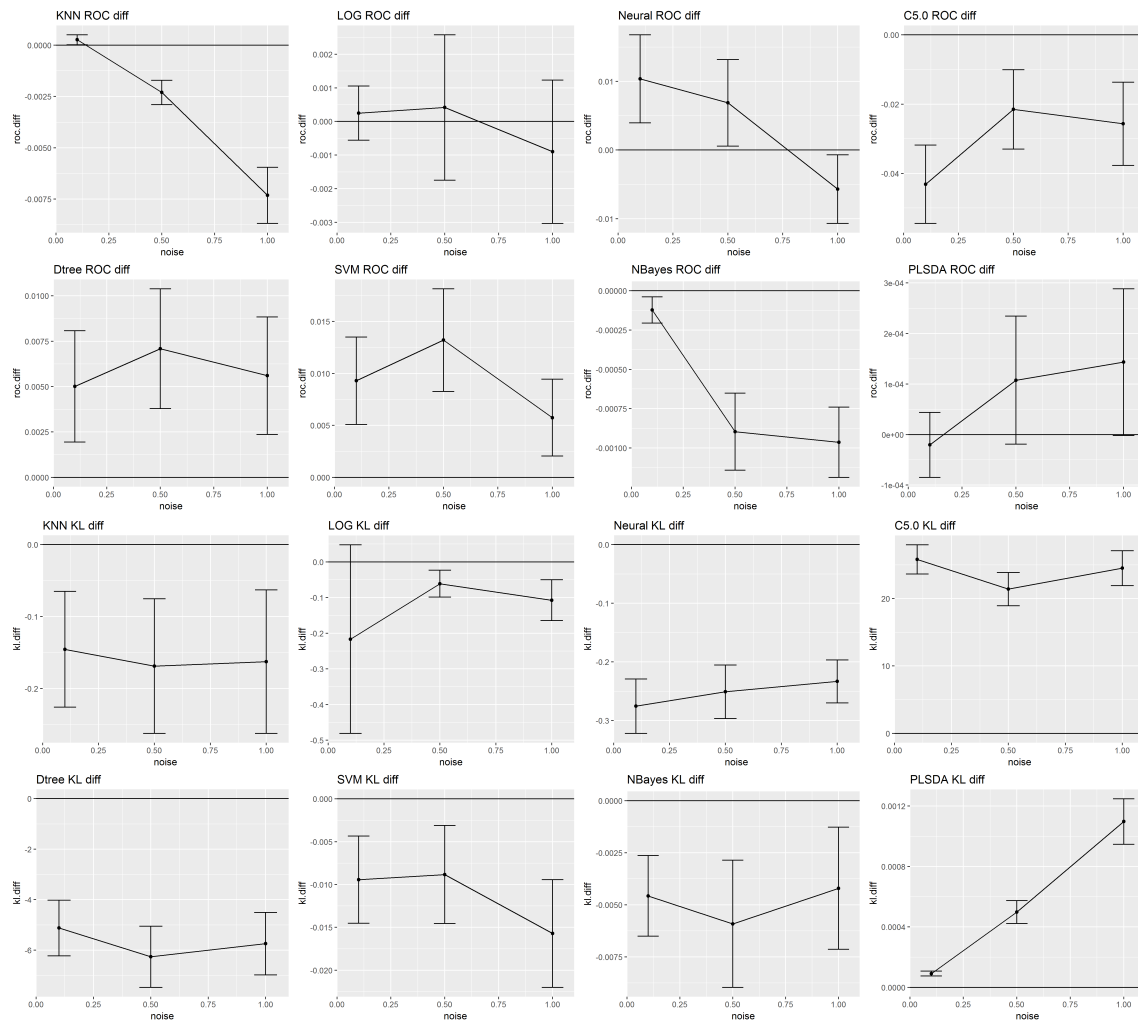 KNN ROC diff
roc.diff
0.0000
-0.0025
-0.0050
-0.0075
0.00 0.25 0.50 0.75 1.00
noise
LOG ROC diff
roc.diff
0.002
0.001
0.000
-0.001
-0.002
-0.003
0.00 0.25 0.50 0.75 1.00
noise
Neural ROC diff
roc.diff
0.01
0.00
-0.01
0.00 0.25 0.50 0.75 1.00
noise
C5.0 ROC diff
roc.diff
0.00
-0.02
-0.04
0.00 0.25 0.50 0.75 1.00
noise
Dtree ROC diff
roc.diff
0.0100
0.0075
0.0050
0.0025
0.0000
0.00 0.25 0.50 0.75 1.00
noise
SVM ROC diff
roc.diff
0.015
0.010
0.005
0.000
0.00 0.25 0.50 0.75 1.00
noise
NBayes ROC diff
roc.diff
0.00000
-0.00025
-0.00050
-0.00075
-0.00100
0.00 0.25 0.50 0.75 1.00
noise
PLSDA ROC diff
roc.diff
3e-04
2e-04
1e-04
0e+00
-1e-04
0.00 0.25 0.50 0.75 1.00
noise
KNN KL diff
kl.diff
0.0
-0.1
-0.2
0.00 0.25 0.50 0.75 1.00
noise
LOG KL diff
kl.diff
0.0
-0.1
-0.2
-0.3
-0.4
-0.5
0.00 0.25 0.50 0.75 1.00
noise
Neural KL diff
kl.diff
0.0
-0.1
-0.2
-0.3
0.00 0.25 0.50 0.75 1.00
noise
C5.0 KL diff
kl.diff
20
10
0
0.00 0.25 0.50 0.75 1.00
noise
Dtree KL diff
kl.diff
0
-2
-4
-6
0.00 0.25 0.50 0.75 1.00
noise
SVM KL diff
kl.diff
0.000
-0.005
-0.010
-0.015
-0.020
0.00 0.25 0.50 0.75 1.00
noise
NBayes KL diff
kl.diff
0.0000
-0.0025
-0.0050
-0.0075
0.00 0.25 0.50 0.75 1.00
noise
PLSDA KL diff
kl.diff
0.0012
0.0008
0.0004
0.0000
0.00 0.25 0.50 0.75 1.00
noise